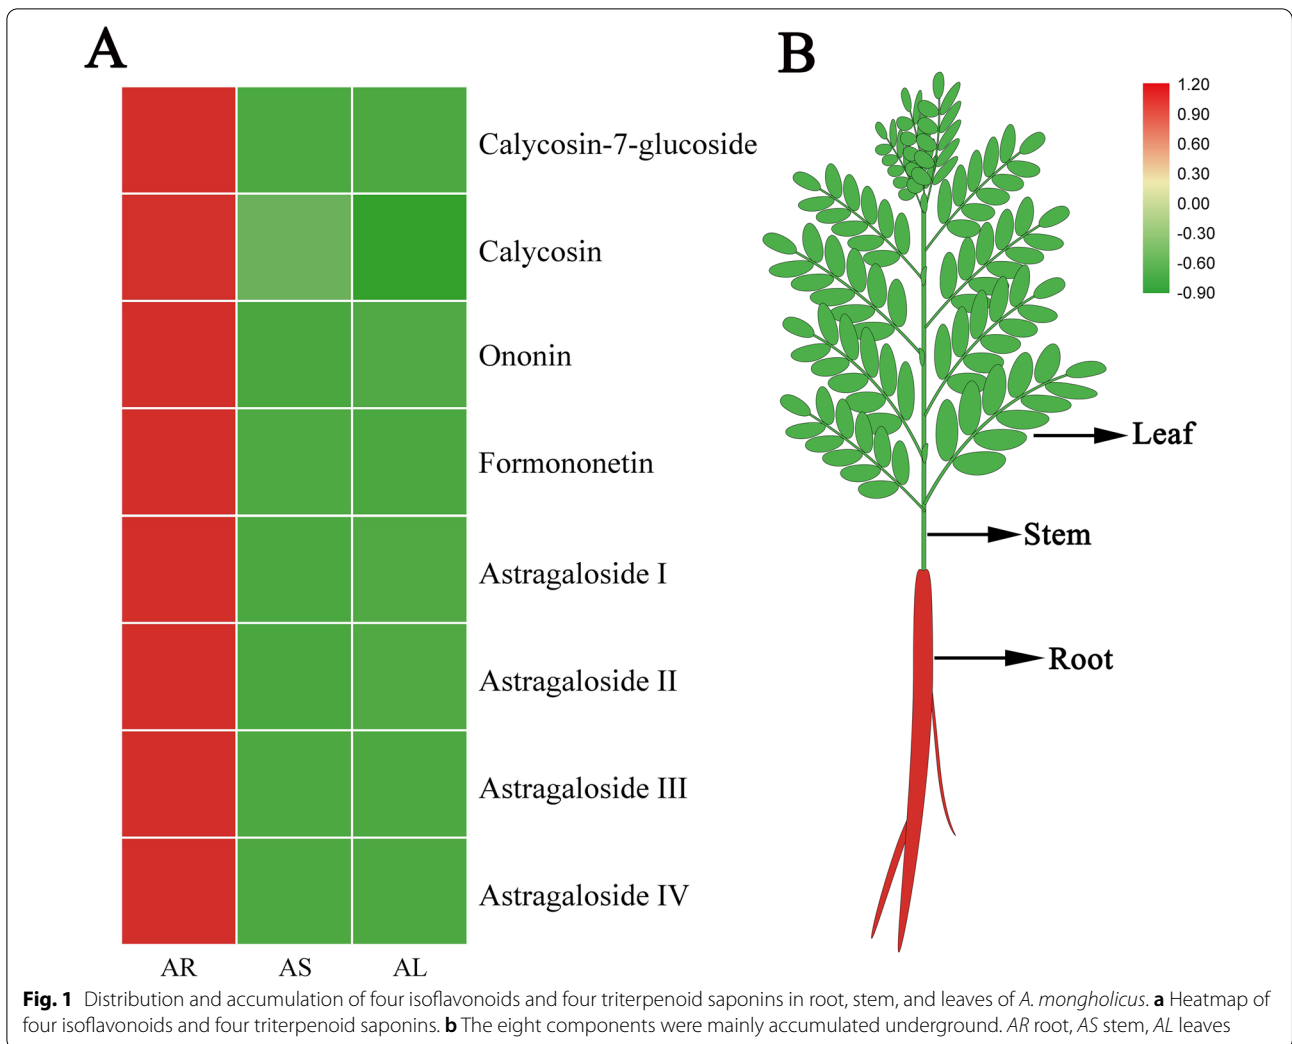 A
B
Calycosin-7-glucoside
Calycosin
Ononin
Formononetin
Astragaloside I
Astragaloside II
Astragaloside III
Astragaloside IV
AR AS AL
1.20
0.90
0.60
0.30
0.00
-0.30
-0.60
-0.90
Leaf
Stem
Root
Fig. 1 Distribution and accumulation of four isoflavonoids and four triterpenoid saponins in root, stem, and leaves of A. mongholicus. a Heatmap of
four isoflavonoids and four triterpenoid saponins. b The eight components were mainly accumulated underground. AR root, AS stem, AL leaves